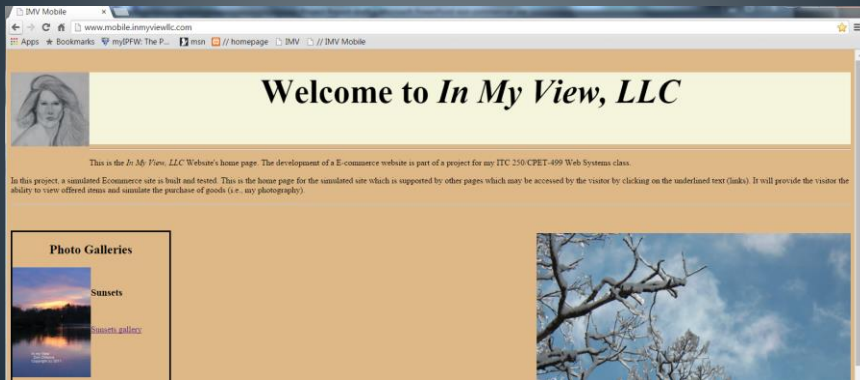 IMV Mobile
www.mobile.inmyviewllc.com
Apps Bookmarks myIPFW: The P... msn // homepage IMV // IMV Mobile
Welcome to In My View, LLC
This is the In My View, LLC Website's home page. The development of a E-commerce website is part of a project for my ITC 250/CPET-499 Web Systems class.
In this project, a simulated Ecommerce site is built and tested. This is the home page for the simulated site which is supported by other pages which may be accessed by the visitor by clicking on the underlined text (links). It will provide the visitor the
ability to view offered items and simulate the purchase of goods (i.e., my photography).
Photo Galleries
Sunsets
Sunsets gallery